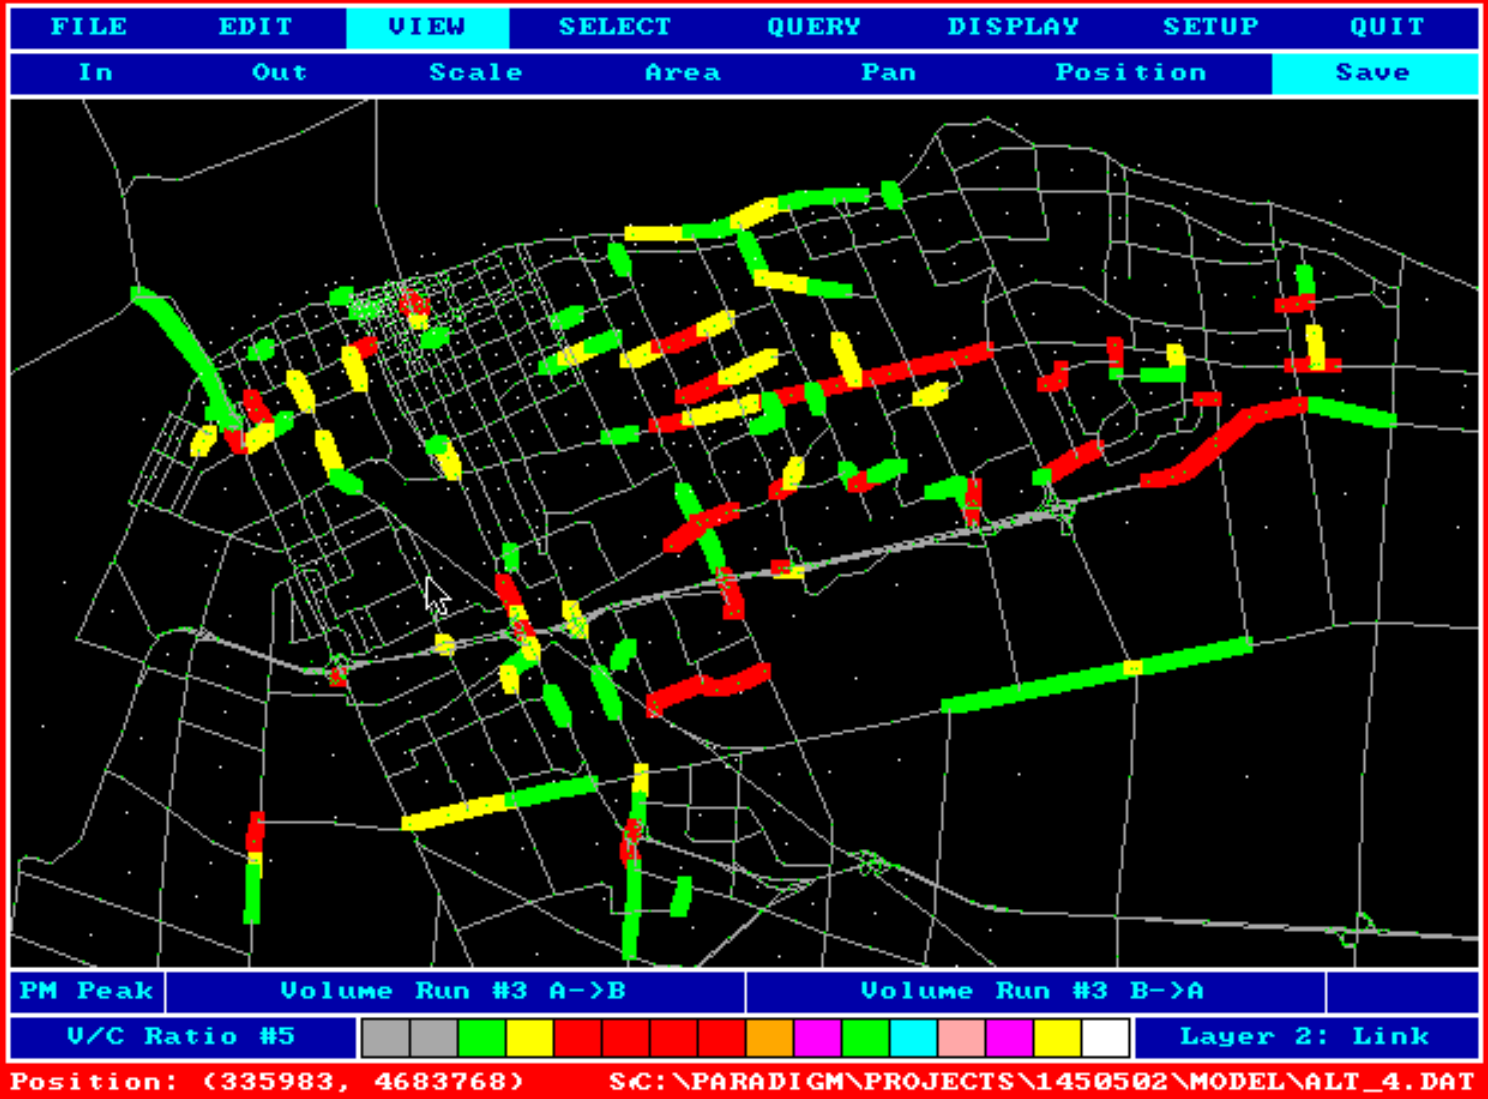 FILE EDIT VIEW SELECT QUERY DISPLAY SETUP QUIT
In Out Scale Area Pan Position Save
PM Peak Volume Run #3 A->B Volume Run #3 B->A
V/C Ratio #5 Layer 2: Link
Position: (335983, 4683768) S:C:\PARADIGM\PROJECTS\1450502\MODEL\ALT_4.DAT